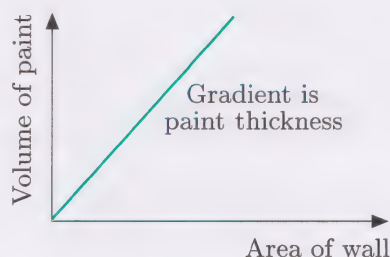 Volume of paint
Gradient is
paint thickness
Area of wall